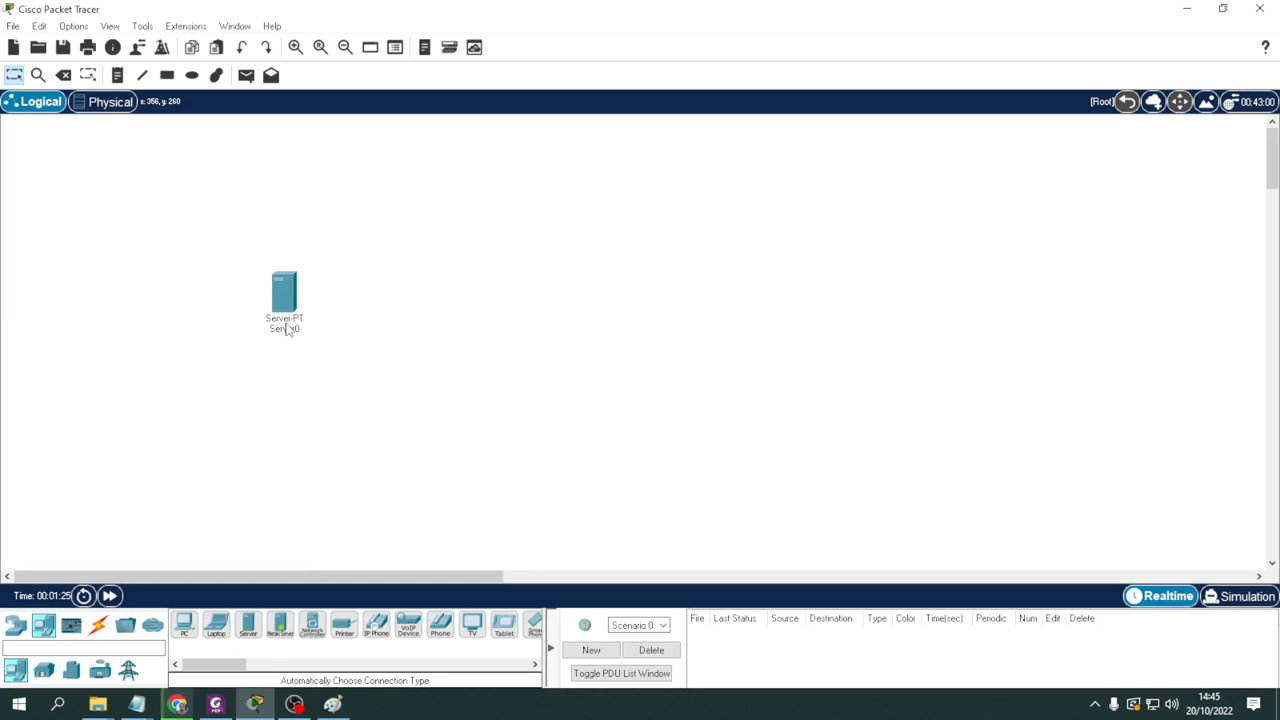 Cisco Packet Tracer
File Edit Options View Tools Extensions Window Help
?
Logical Physical x: 356, y: 260 [Root] 00:43:00
Server-PT
Server0
Time: 00:01:25 Realtime Simulation
PC Laptop Server Printer IP Phone VoIP Device Phone TV Tablet
Automatically Choose Connection Type
Scenario 0
New Delete
Toggle PDU List Window
Fire Last Status Source Destination Type Color Time(sec) Periodic Num Edit Delete
14:45
20/10/2022